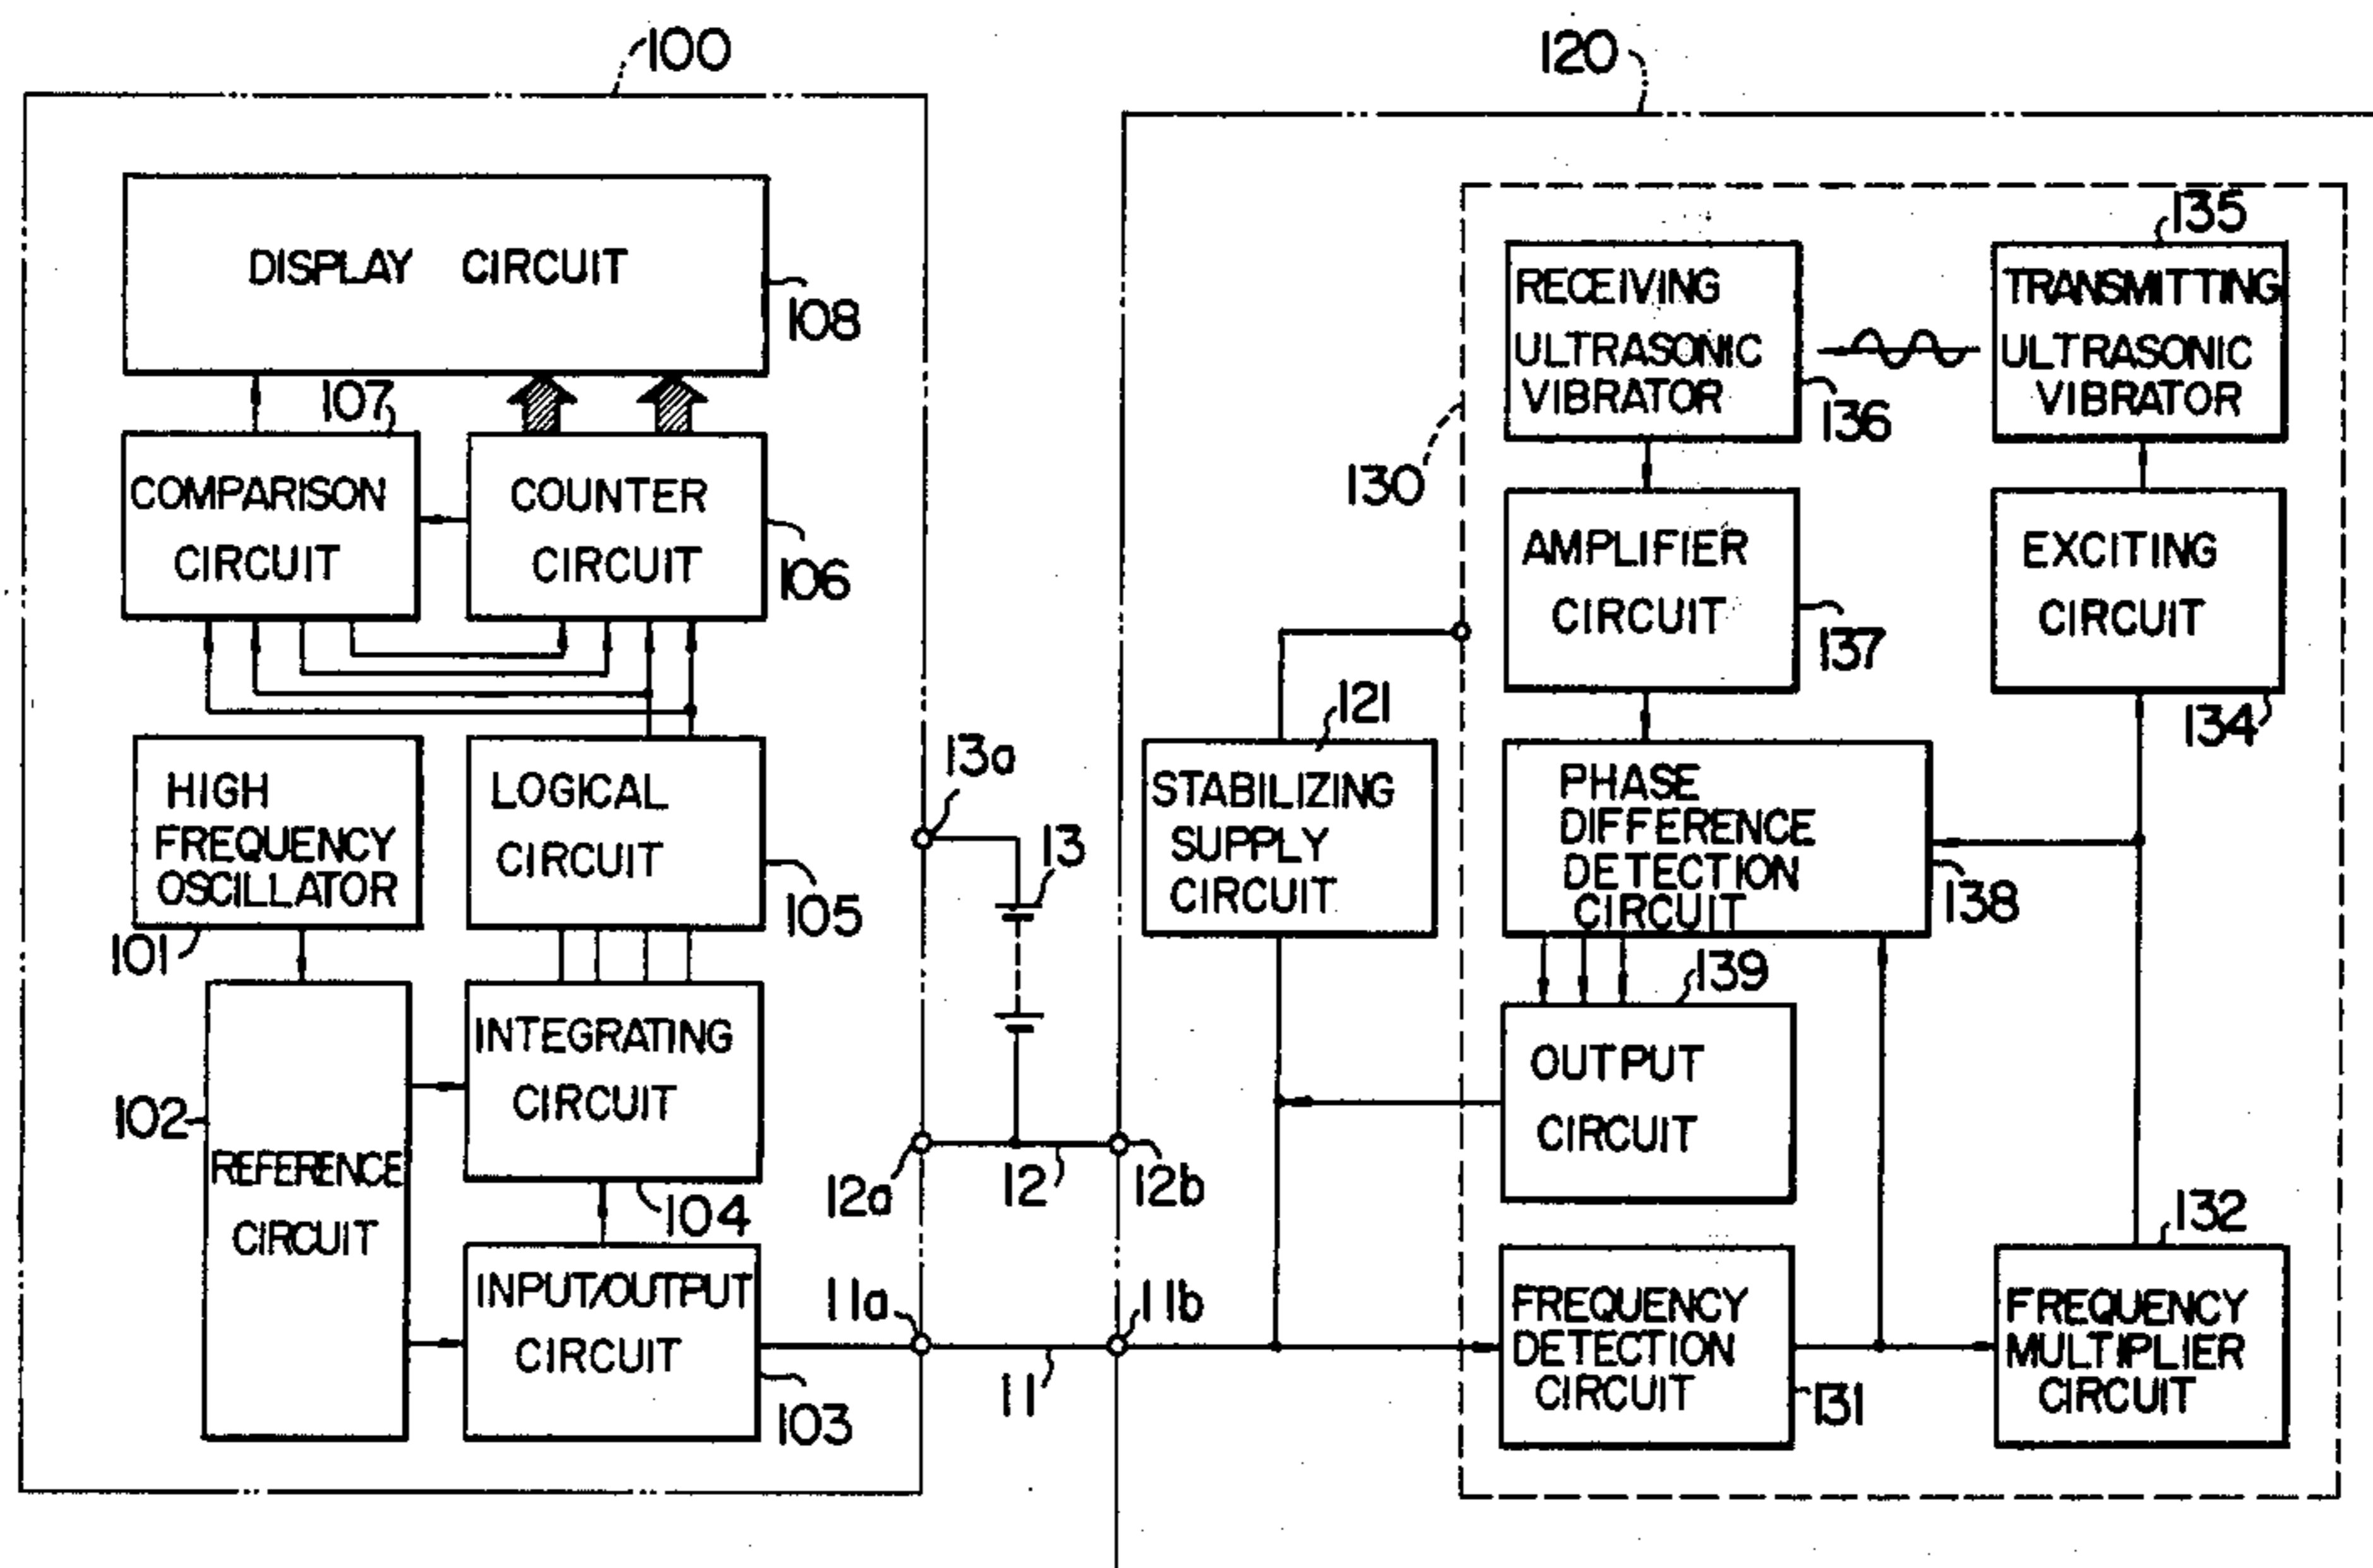 100
DISPLAY CIRCUIT
108
107
COMPARISON
CIRCUIT
COUNTER
CIRCUIT
106
HIGH
FREQUENCY
OSCILLATOR
101
LOGICAL
CIRCUIT
105
102
REFERENCE
CIRCUIT
INTEGRATING
CIRCUIT
104
INPUT/OUTPUT
CIRCUIT
103
13a
13
12a
12
12b
11a
11
11b
120
130
135
RECEIVING
ULTRASONIC
VIBRATOR
136
TRANSMITTING
ULTRASONIC
VIBRATOR
AMPLIFIER
CIRCUIT
137
EXCITING
CIRCUIT
134
121
STABILIZING
SUPPLY
CIRCUIT
PHASE
DIFFERENCE
DETECTION
CIRCUIT
138
139
OUTPUT
CIRCUIT
132
FREQUENCY
DETECTION
CIRCUIT
131
FREQUENCY
MULTIPLIER
CIRCUIT